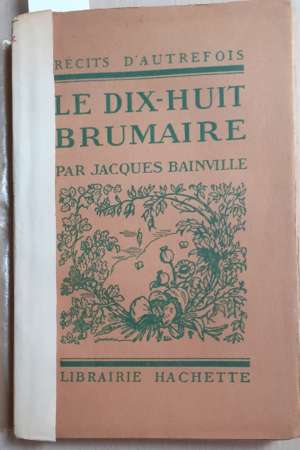 RÉCITS D'AUTREFOIS
LE DIX-HUIT
BRUMAIRE
PAR JACQUES BAINVILLE
LIBRAIRIE HACHETTE